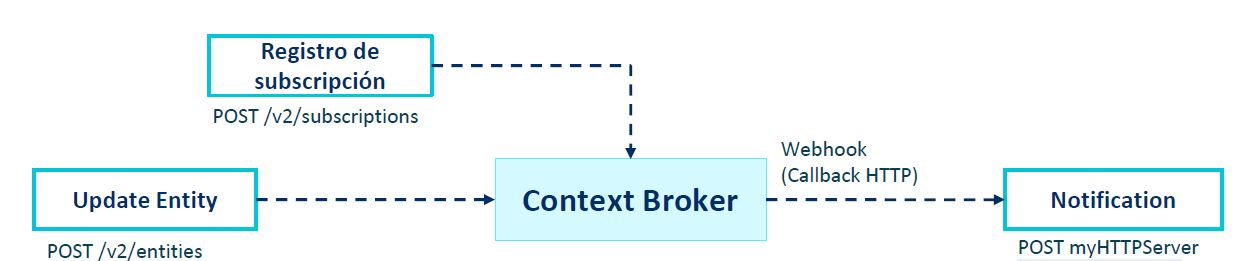 Registro de
subscripción
POST /v2/subscriptions
Webhook
(Callback HTTP)
Update Entity
Context Broker
Notification
POST /v2/entities
POST myHTTPServer